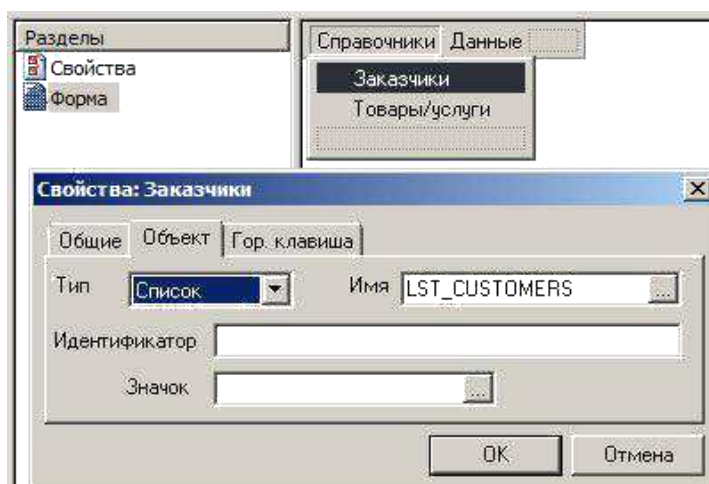 Разделы
Свойства
Форма
Справочники Данные
Заказчики
Товары/услуги
Свойства: Заказчики
Общие Объект Гор. клавиша
Тип Список Имя LST_CUSTOMERS ...
Идентификатор
Значок ...
OK Отмена